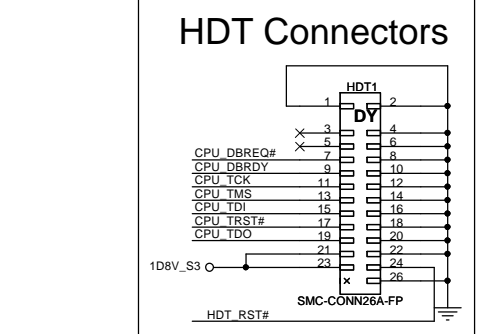 HDT Connectors
HDT1
1 2
DY
3 4
5 6
CPU_DBREQ# 7 8
CPU_DBRDY 9 10
CPU_TCK 11 12
CPU_TMS 13 14
CPU_TDI 15 16
CPU_TRST# 17 18
CPU_TDO 19 20
21 22
1D8V_S3 23 24
26
SMC-CONN26A-FP
HDT_RST#